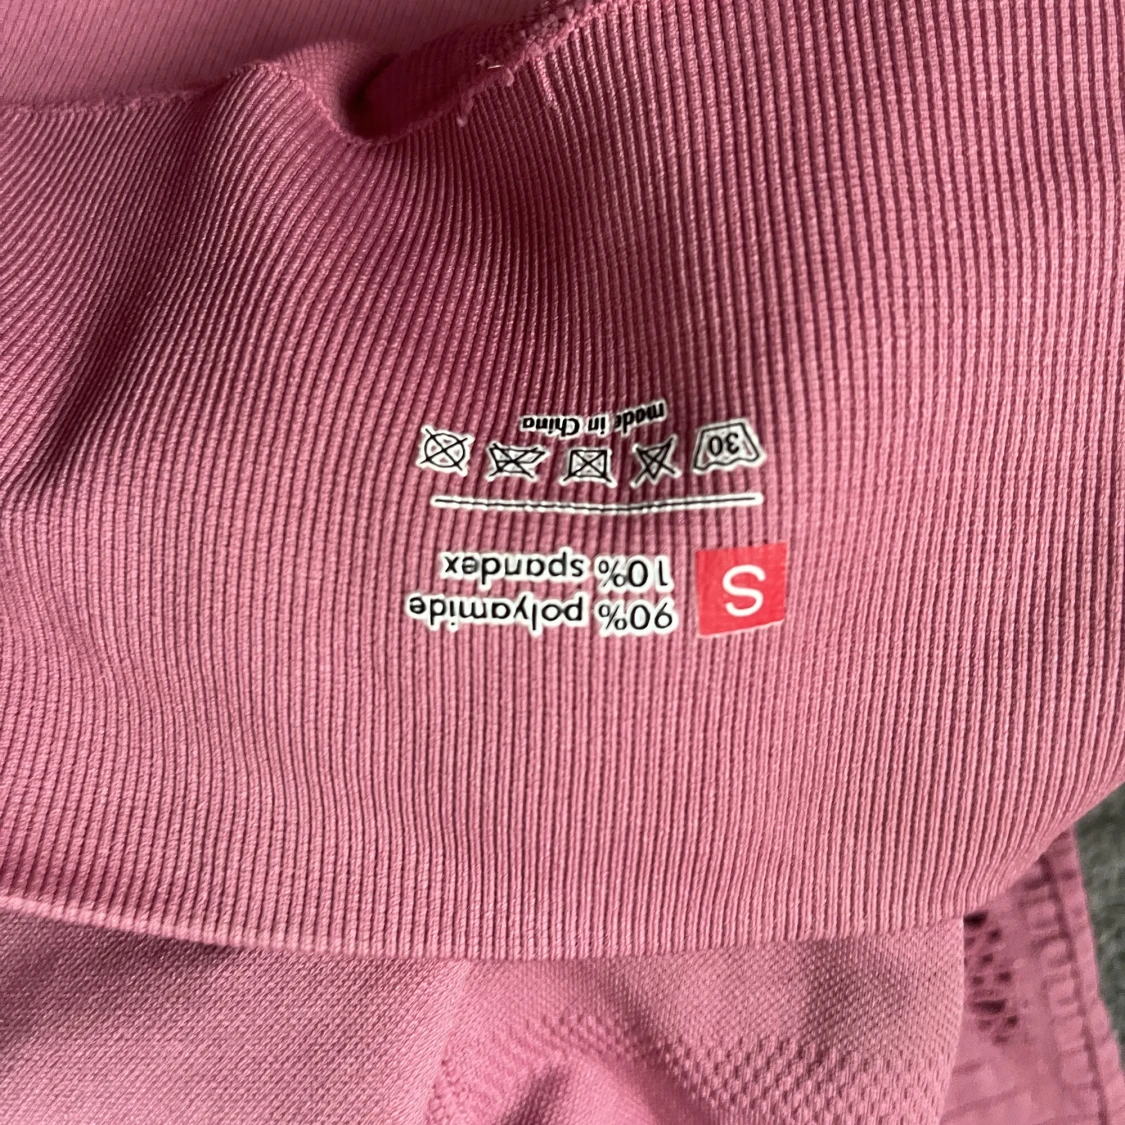 S
90% polyamide
10% spandex
30
made in China